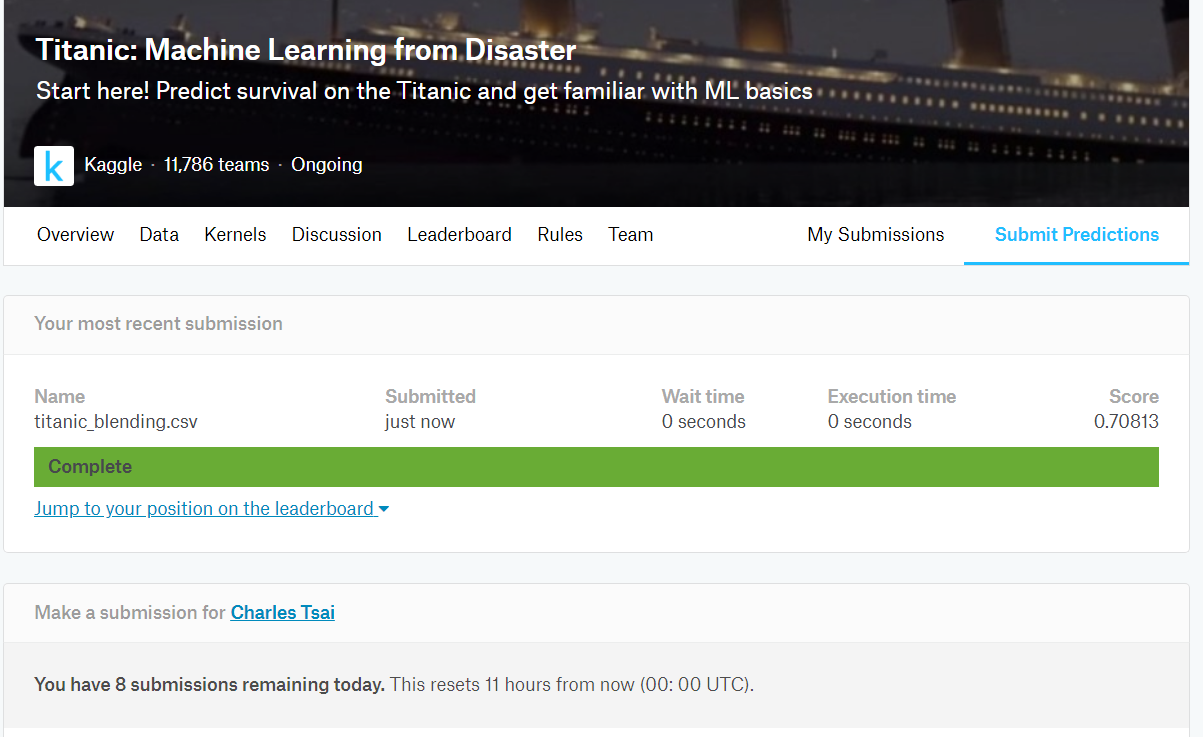 Titanic: Machine Learning from Disaster
Start here! Predict survival on the Titanic and get familiar with ML basics
k Kaggle · 11,786 teams · Ongoing
Overview Data Kernels Discussion Leaderboard Rules Team My Submissions Submit Predictions
Your most recent submission
Name Submitted Wait time Execution time Score
titanic_blending.csv just now 0 seconds 0 seconds 0.70813
Complete
Jump to your position on the leaderboard
Make a submission for Charles Tsai
You have 8 submissions remaining today. This resets 11 hours from now (00: 00 UTC).